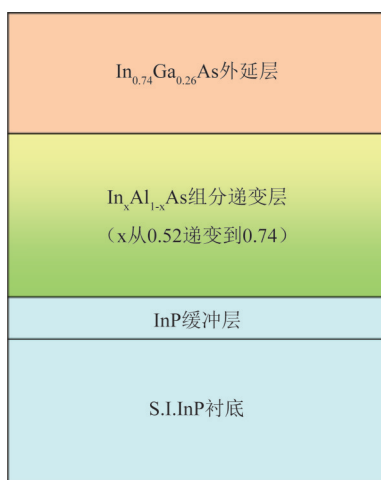 In₀.₇₄Ga₀.₂₆As外延层
InₓAl₁₋ₓAs组分递变层
（x从0.52递变到0.74）
InP缓冲层
S.I.InP衬底